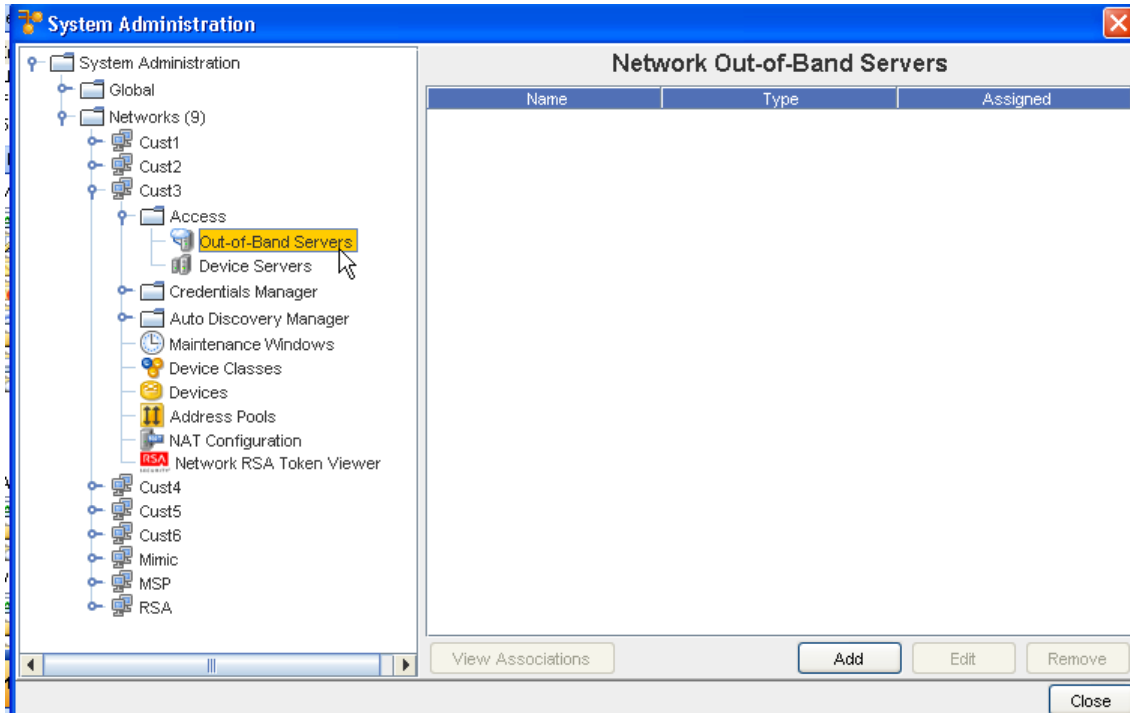 System Administration
System Administration
Global
Networks (9)
Cust1
Cust2
Cust3
Access
Out-of-Band Servers
Device Servers
Credentials Manager
Auto Discovery Manager
Maintenance Windows
Device Classes
Devices
Address Pools
NAT Configuration
RSA Network RSA Token Viewer
Cust4
Cust5
Cust6
Mimic
MSP
RSA
Network Out-of-Band Servers
Name Type Assigned
View Associations Add Edit Remove
Close